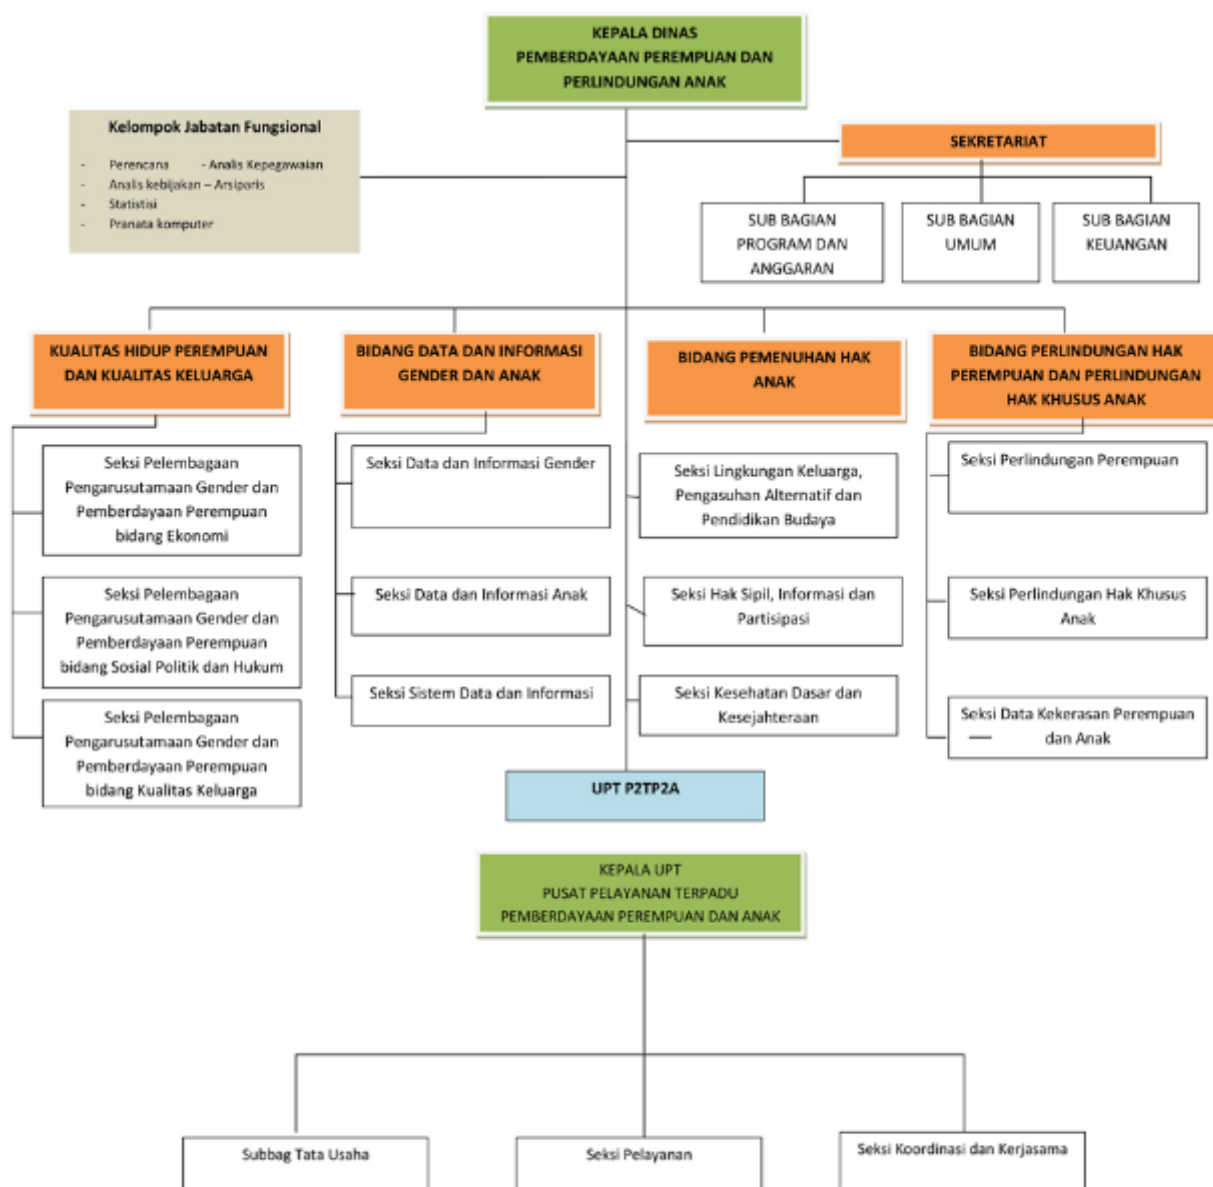 KEPALA DINAS
PEMBERDAYAAN PEREMPUAN DAN
PERLINDUNGAN ANAK
Kelompok Jabatan Fungsional
- Perencana - Analis Kepegawaian
- Analis kebijakan – Arsiparis
- Statistisi
- Pranata komputer
SEKRETARIAT
SUB BAGIAN
PROGRAM DAN
ANGGARAN
SUB BAGIAN
UMUM
SUB BAGIAN
KEUANGAN
KUALITAS HIDUP PEREMPUAN
DAN KUALITAS KELUARGA
BIDANG DATA DAN INFORMASI
GENDER DAN ANAK
BIDANG PEMENUHAN HAK
ANAK
BIDANG PERLINDUNGAN HAK
PEREMPUAN DAN PERLINDUNGAN
HAK KHUSUS ANAK
Seksi Pelembagaan
Pengarusutamaan Gender dan
Pemberdayaan Perempuan
bidang Ekonomi
Seksi Pelembagaan
Pengarusutamaan Gender dan
Pemberdayaan Perempuan
bidang Sosial Politik dan Hukum
Seksi Pelembagaan
Pengarusutamaan Gender dan
Pemberdayaan Perempuan
bidang Kualitas Keluarga
Seksi Data dan Informasi Gender
Seksi Data dan Informasi Anak
Seksi Sistem Data dan Informasi
Seksi Lingkungan Keluarga,
Pengasuhan Alternatif dan
Pendidikan Budaya
Seksi Hak Sipil, Informasi dan
Partisipasi
Seksi Kesehatan Dasar dan
Kesejahteraan
Seksi Perlindungan Perempuan
Seksi Perlindungan Hak Khusus
Anak
Seksi Data Kekerasan Perempuan
dan Anak
UPT P2TP2A
KEPALA UPT
PUSAT PELAYANAN TERPADU
PEMBERDAYAAN PEREMPUAN DAN ANAK
Subbag Tata Usaha
Seksi Pelayanan
Seksi Koordinasi dan Kerjasama